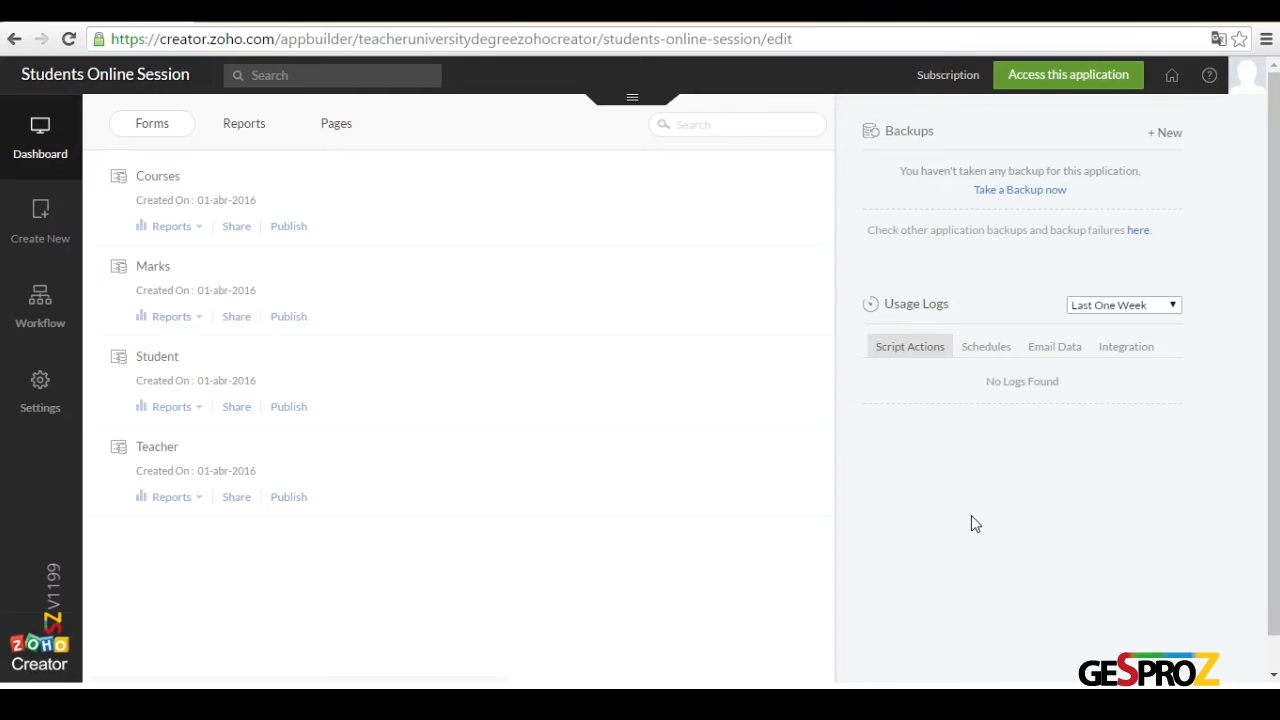 https://creator.zoho.com/appbuilder/teacheruniversitydegreezohocreator/students-online-session/edit
Students Online Session
Search
Subscription
Access this application
Dashboard
Create New
Workflow
Settings
Forms
Reports
Pages
Search
Courses
Created On : 01-abr-2016
Reports
Share
Publish
Marks
Created On : 01-abr-2016
Reports
Share
Publish
Student
Created On : 01-abr-2016
Reports
Share
Publish
Teacher
Created On : 01-abr-2016
Reports
Share
Publish
Backups
+ New
You haven't taken any backup for this application,
Take a Backup now
Check other application backups and backup failures here.
Usage Logs
Last One Week
Script Actions
Schedules
Email Data
Integration
No Logs Found
SZ V1199
ZOHO
Creator
GESPROZ